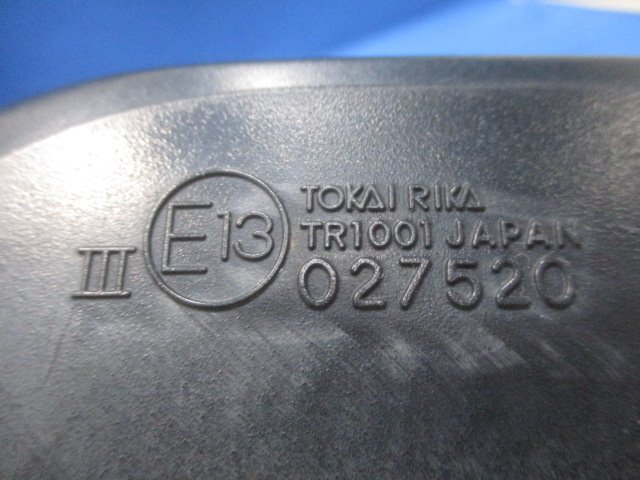 TOKAI RIKA
TR1001 JAPAN
III E13 027520